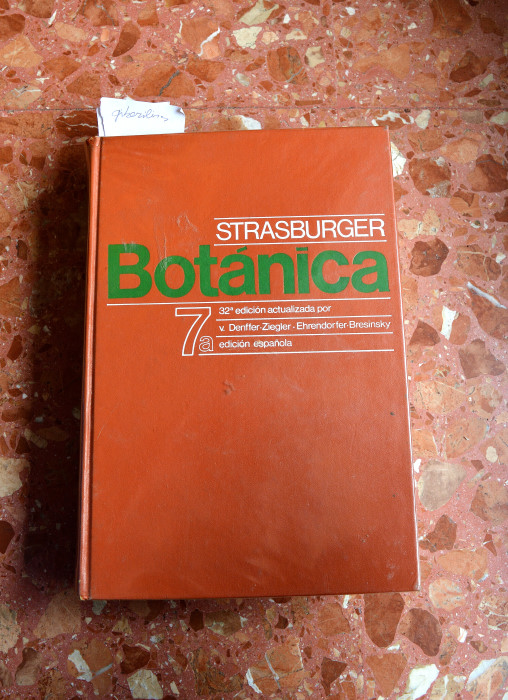 STRASBURGER
Botánica
7a
32ª edición actualizada por
v. Denffer-Ziegler · Ehrendorfer-Bresinsky
edición española